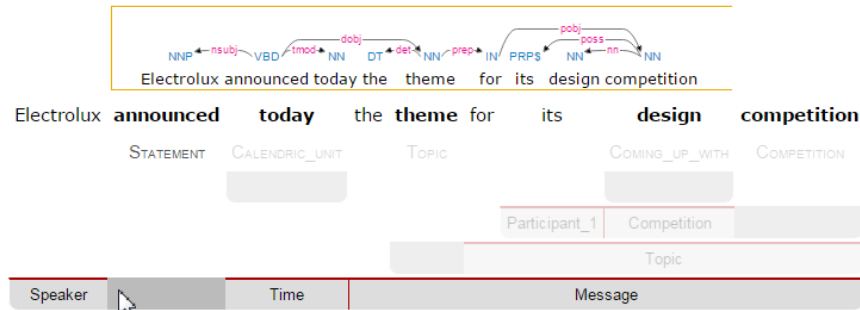 pobj
dobj poss
nsubj tmod det prep nn
NNP VBD NN DT NN IN PRP$ NN NN
Electrolux announced today the theme for its design competition
Electrolux announced today the theme for its design competition
STATEMENT CALENDRIC_UNIT TOPIC COMING_UP_WITH COMPETITION
Participant_1 Competition
Topic
Speaker Time Message